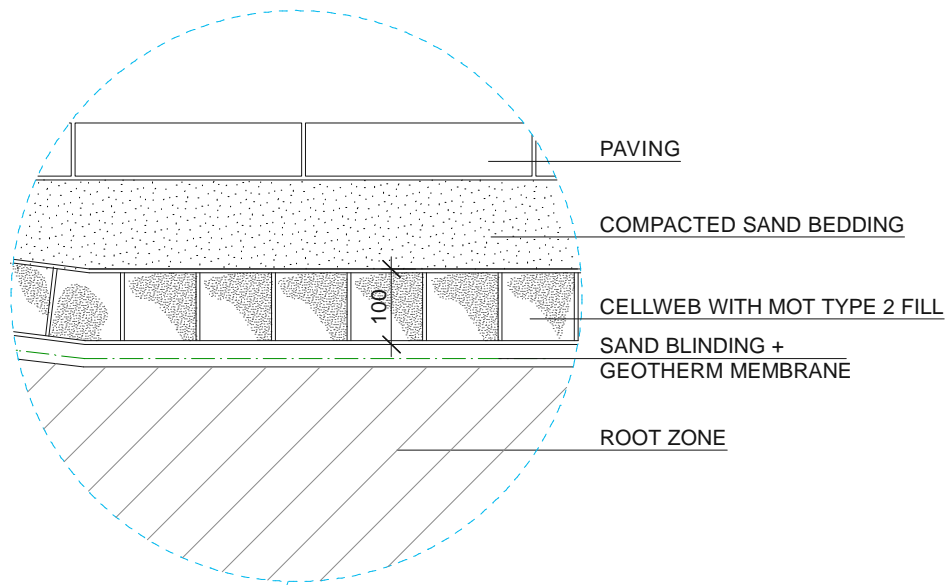 PAVING
COMPACTED SAND BEDDING
100
CELLWEB WITH MOT TYPE 2 FILL
SAND BLINDING +
GEOTHERM MEMBRANE
ROOT ZONE